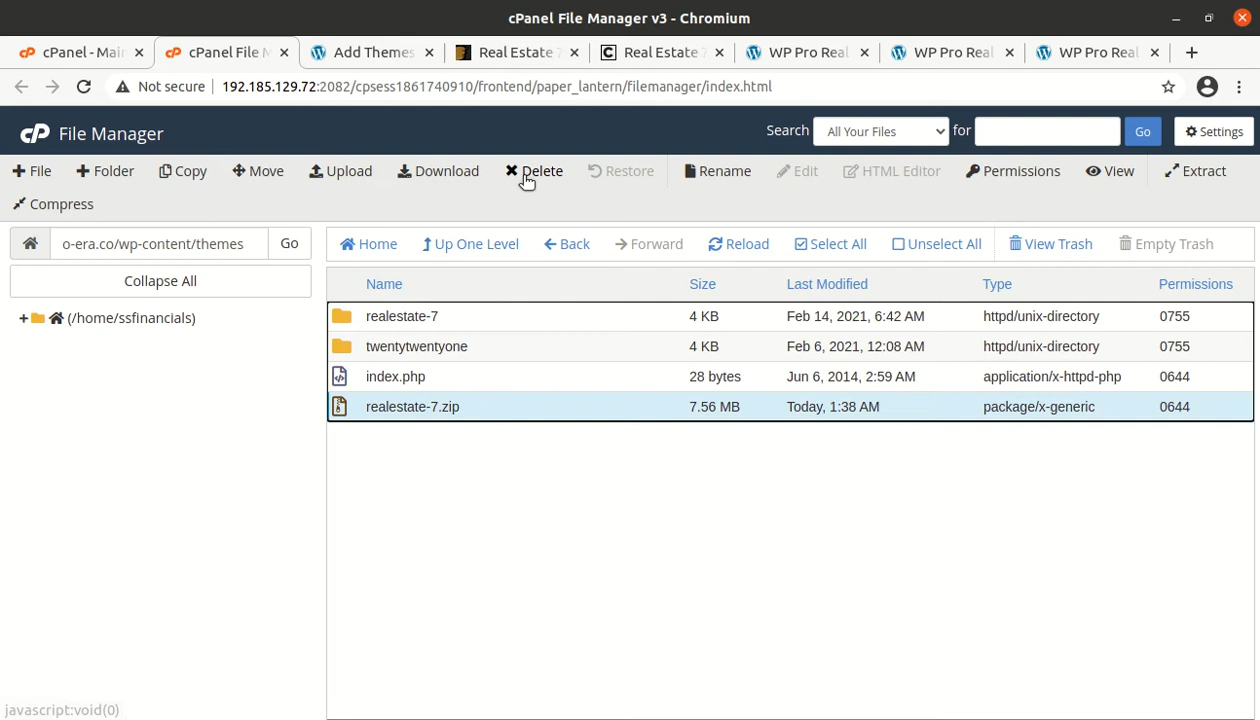 cPanel File Manager v3 - Chromium
cPanel - Main
cPanel File M
Add Themes
Real Estate 7
Real Estate 7
WP Pro Real
WP Pro Real
WP Pro Real
Not secure 192.185.129.72:2082/cpsess1861740910/frontend/paper_lantern/filemanager/index.html
cP File Manager Search All Your Files for Go Settings
File Folder Copy Move Upload Download Delete Restore Rename Edit HTML Editor Permissions View Extract
Compress
o-era.co/wp-content/themes Go
Home Up One Level Back Forward Reload Select All Unselect All View Trash Empty Trash
Collapse All
(/home/ssfinancials)
Name Size Last Modified Type Permissions
realestate-7 4 KB Feb 14, 2021, 6:42 AM httpd/unix-directory 0755
twentytwentyone 4 KB Feb 6, 2021, 12:08 AM httpd/unix-directory 0755
index.php 28 bytes Jun 6, 2014, 2:59 AM application/x-httpd-php 0644
realestate-7.zip 7.56 MB Today, 1:38 AM package/x-generic 0644
javascript:void(0)